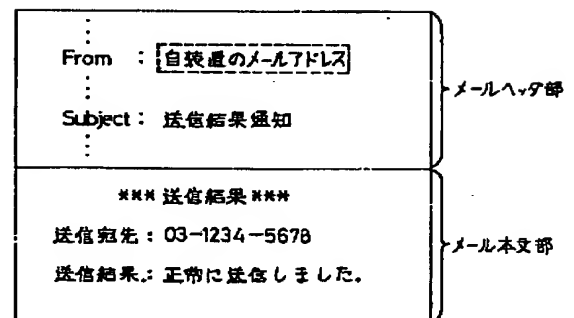 From : 自装置のメールアドレス
メールヘッダ部
Subject : 送信結果通知
*** 送信結果 ***
送信宛先 : 03-1234-5678
メール本文部
送信結果 : 正常に送信しました。